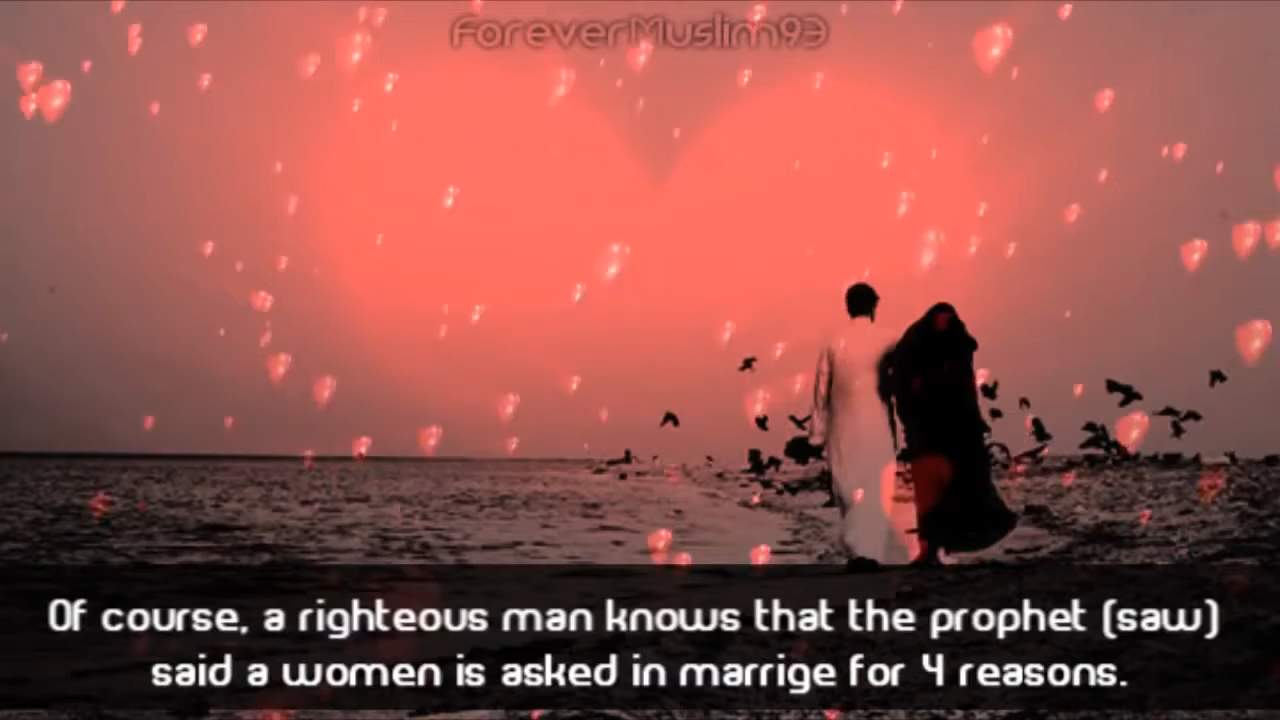 ForeverMuslim93
Of course, a righteous man knows that the prophet (saw)
said a women is asked in marrige for 4 reasons.